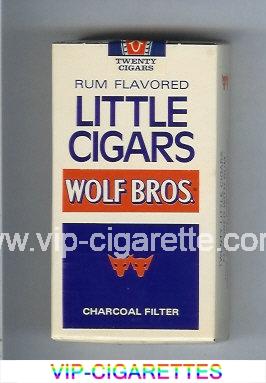 TWENTY
CIGARS
RUM FLAVORED
LITTLE
CIGARS
WOLF BROS.
www.vip-cigarette.com
CHARCOAL FILTER
VIP-CIGARETTES